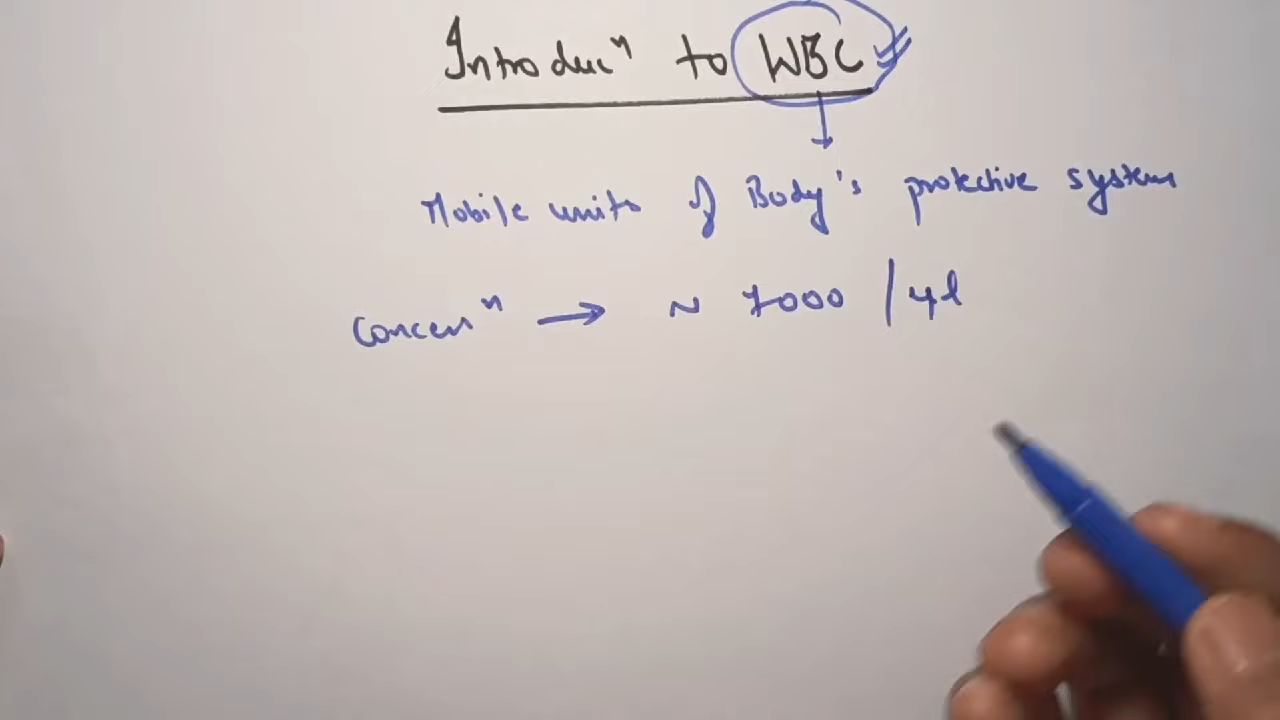 Introducⁿ to WBC
Mobile units of Body's protective system
Concenⁿ → ~ 7000 / μl